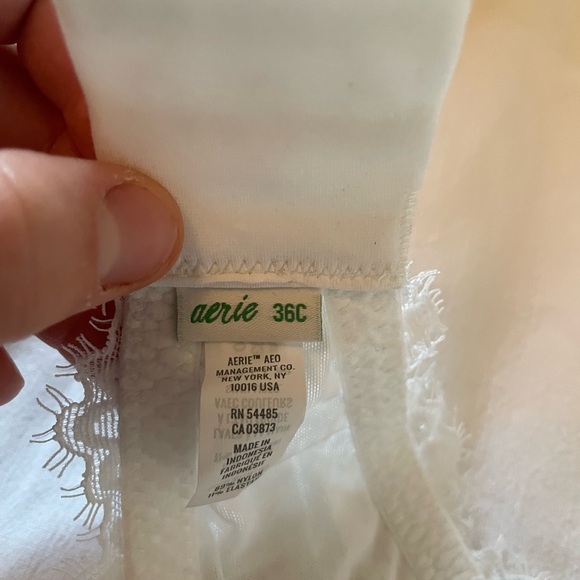 aerie 36C
AERIE™ AEO
MANAGEMENT CO.
NEW YORK, NY
10016 USA
RN 54485
CA 03873
MADE IN
INDONESIA
FABRIQUÉ EN
INDONÉSIE